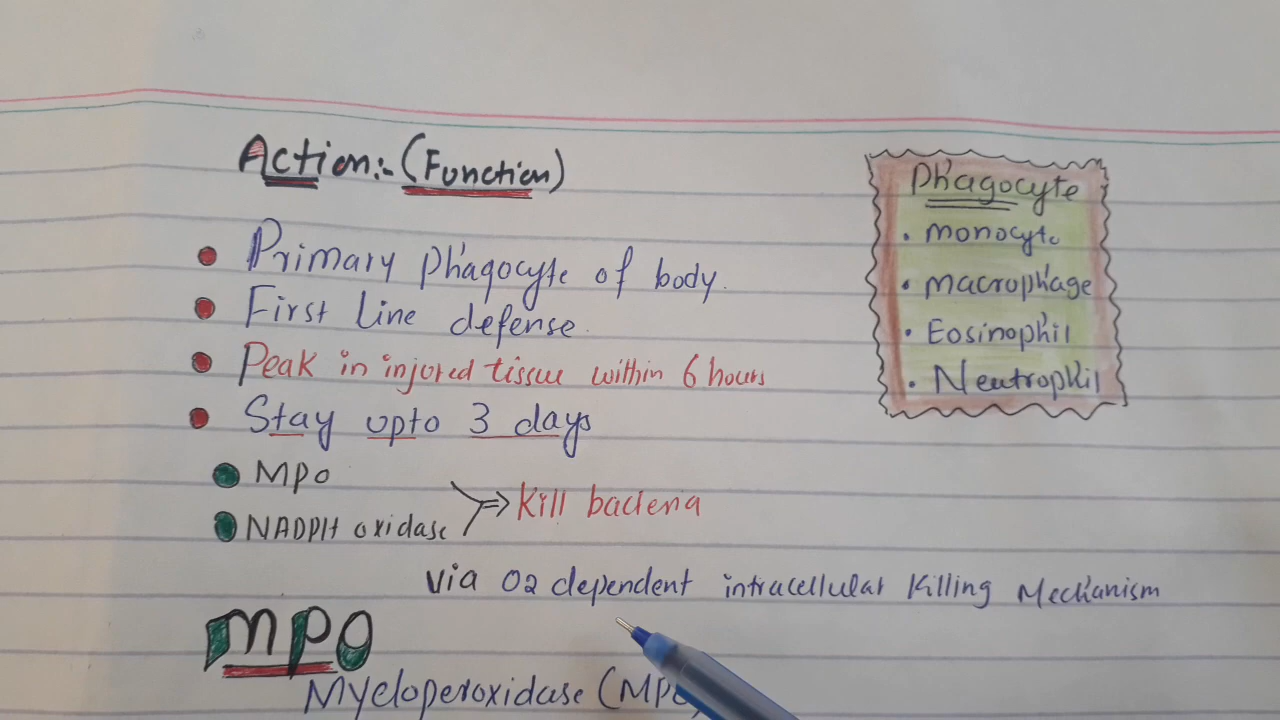 Action:- (Function)
Primary phagocyte of body.
First Line defense.
Peak in injured tissue within 6 hours
Stay upto 3 days
MPO
NADPH oxidase
=> Kill bacteria
via O2 dependent intracellular Killing Mechanism
MPO
Myeloperoxidase (MPO)
Phagocyte
• monocyte
• macrophage
• Eosinophil
• Neutrophil